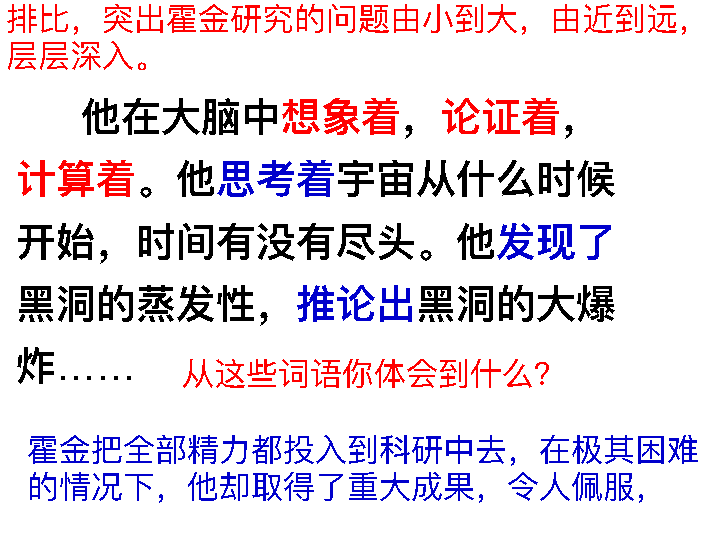 排比，突出霍金研究的问题由小到大，由近到远，
层层深入。
他在大脑中想象着，论证着，
计算着。他思考着宇宙从什么时候
开始，时间有没有尽头。他发现了
黑洞的蒸发性，推论出黑洞的大爆
炸……
从这些词语你体会到什么？
霍金把全部精力都投入到科研中去，在极其困难
的情况下，他却取得了重大成果，令人佩服，